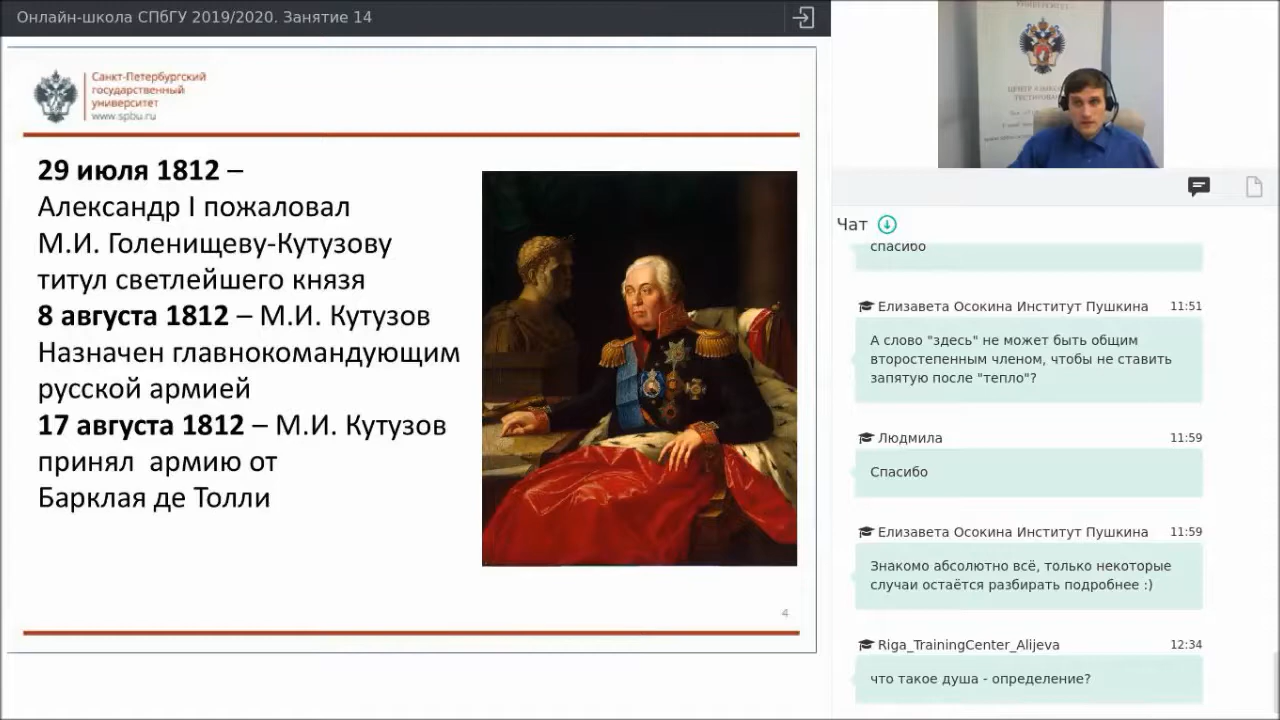 Онлайн-школа СПбГУ 2019/2020. Занятие 14
Санкт-Петербургский
государственный
университет
www.spbu.ru
29 июля 1812 –
Александр I пожаловал
М.И. Голенищеву-Кутузову
титул светлейшего князя
8 августа 1812 – М.И. Кутузов
Назначен главнокомандующим
русской армией
17 августа 1812 – М.И. Кутузов
принял армию от
Барклая де Толли
4
Чат
спасибо
Елизавета Осокина Институт Пушкина 11:51
А слово "здесь" не может быть общим
второстепенным членом, чтобы не ставить
запятую после "тепло"?
Людмила 11:59
Спасибо
Елизавета Осокина Институт Пушкина 11:59
Знакомо абсолютно всё, только некоторые
случаи остаётся разбирать подробнее :)
Riga_TrainingCenter_Alijeva 12:34
что такое душа - определение?